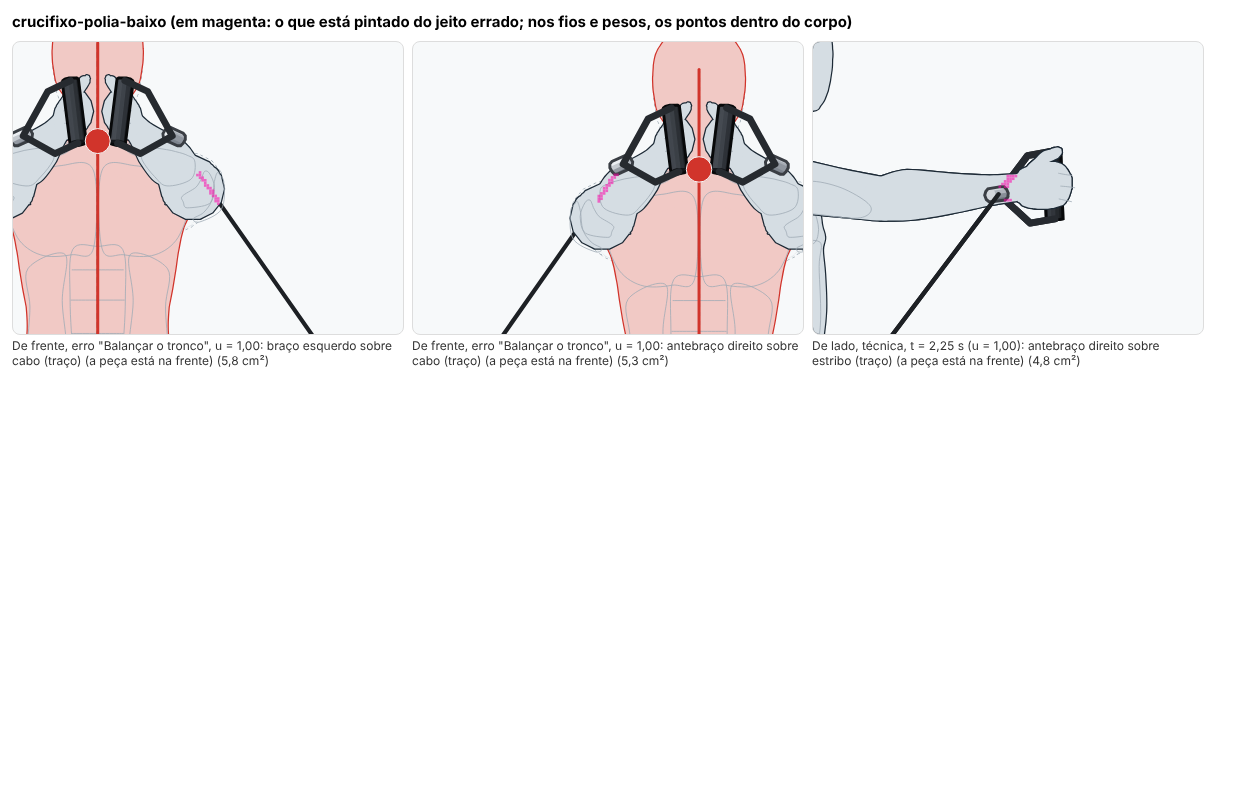 crucifixo-polia-baixo (em magenta: o que está pintado do jeito errado; nos fios e pesos, os pontos dentro do corpo)
De frente, erro "Balançar o tronco", u = 1,00: braço esquerdo sobre
cabo (traço) (a peça está na frente) (5,8 cm²)
De frente, erro "Balançar o tronco", u = 1,00: antebraço direito sobre
cabo (traço) (a peça está na frente) (5,3 cm²)
De lado, técnica, t = 2,25 s (u = 1,00): antebraço direito sobre
estribo (traço) (a peça está na frente) (4,8 cm²)